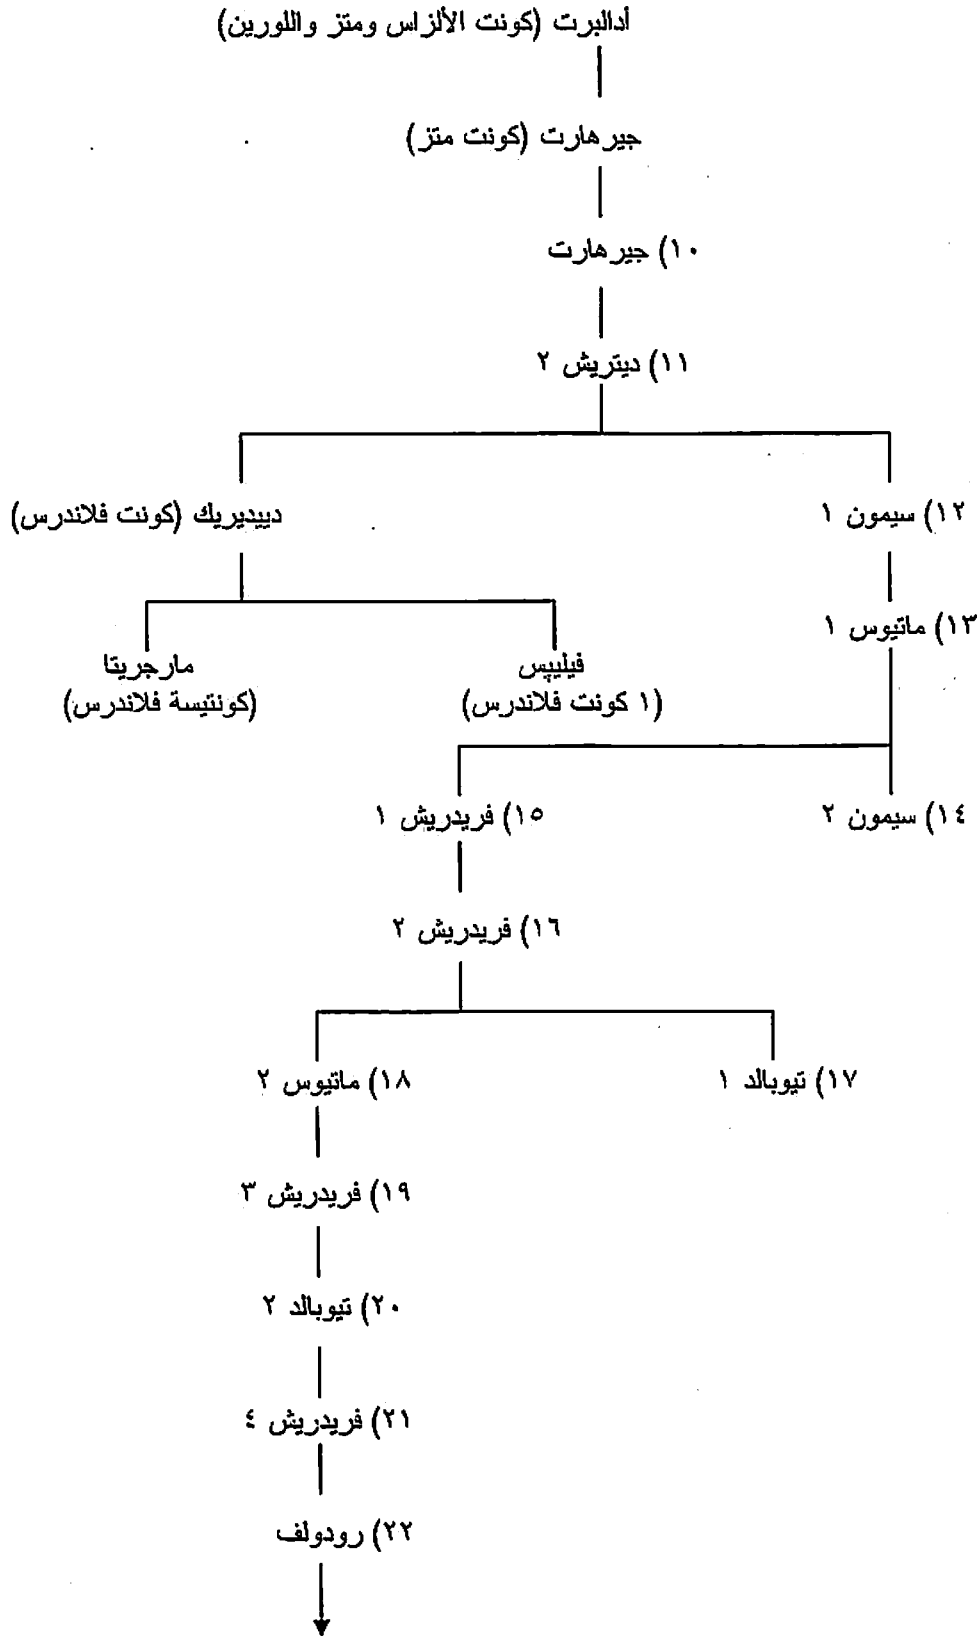 أدالبرت (كونت الألزاس ومتز واللورين)
جيرهارت (كونت متز)
١٠) جيرهارت
١١) ديتريش ٢
١٢) سيمون ١
دييديريك (كونت فلاندرس)
١٣) ماتيوس ١
فيليپس
(١ كونت فلاندرس)
مارجريتا
(كونتيسة فلاندرس)
١٤) سيمون ٢
١٥) فريدريش ١
١٦) فريدريش ٢
١٧) تيوبالد ١
١٨) ماتيوس ٢
١٩) فريدريش ٣
٢٠) تيوبالد ٢
٢١) فريدريش ٤
٢٢) رودولف